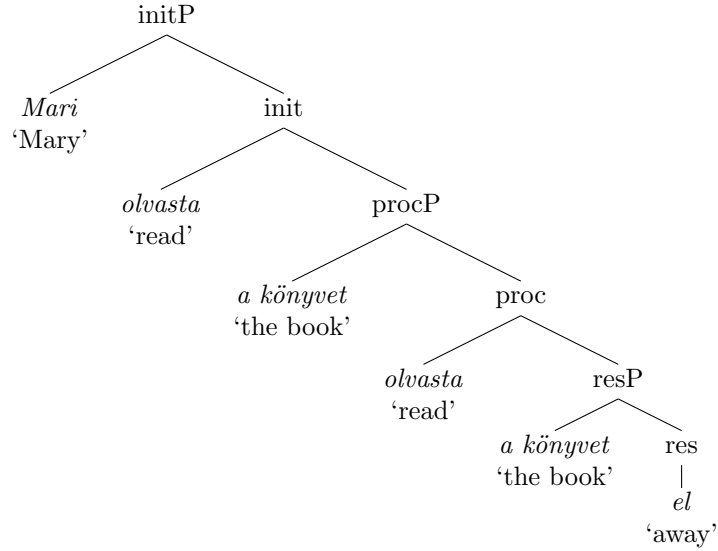 initP
Mari
‘Mary’
init
olvasta
‘read’
procP
a könyvet
‘the book’
proc
olvasta
‘read’
resP
a könyvet
‘the book’
res
el
‘away’